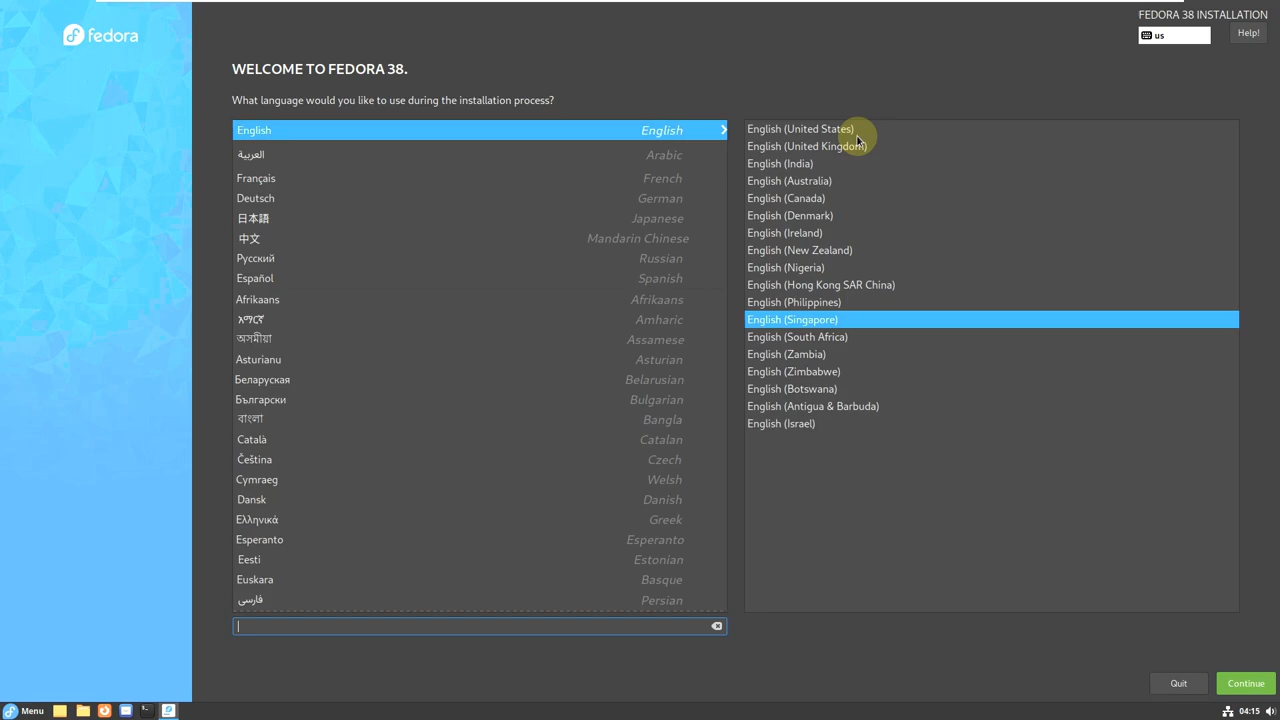 fedora
FEDORA 38 INSTALLATION
us
Help!
WELCOME TO FEDORA 38.
What language would you like to use during the installation process?
English English
العربية Arabic
Français French
Deutsch German
日本語 Japanese
中文 Mandarin Chinese
Русский Russian
Español Spanish
Afrikaans Afrikaans
አማርኛ Amharic
অসমীয়া Assamese
Asturianu Asturian
Беларуская Belarusian
Български Bulgarian
বাংলা Bangla
Català Catalan
Čeština Czech
Cymraeg Welsh
Dansk Danish
Ελληνικά Greek
Esperanto Esperanto
Eesti Estonian
Euskara Basque
فارسی Persian
English (United States)
English (United Kingdom)
English (India)
English (Australia)
English (Canada)
English (Denmark)
English (Ireland)
English (New Zealand)
English (Nigeria)
English (Hong Kong SAR China)
English (Philippines)
English (Singapore)
English (South Africa)
English (Zambia)
English (Zimbabwe)
English (Botswana)
English (Antigua & Barbuda)
English (Israel)
Quit
Continue
Menu
04:15